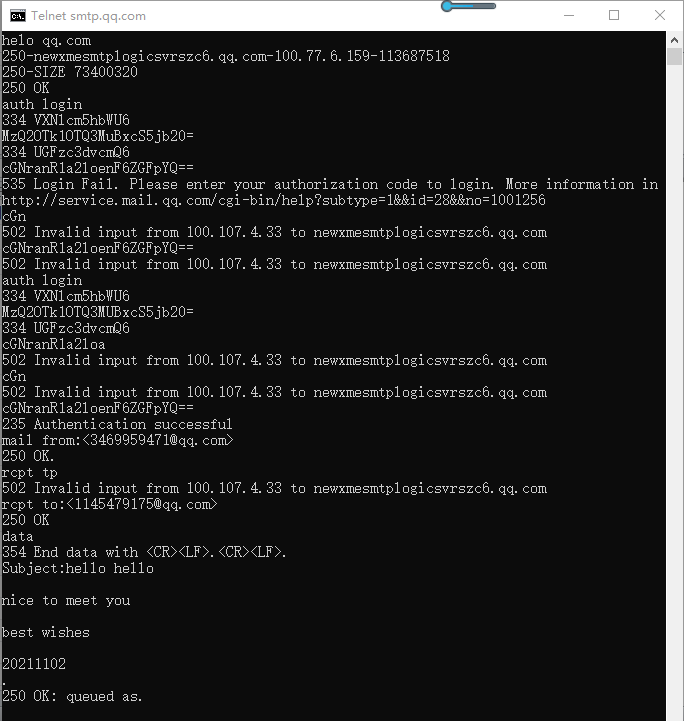 Telnet smtp.qq.com
helo qq.com
250-newxmesmtplogicsvrszc6.qq.com-100.77.6.159-113687518
250-SIZE 73400320
250 OK
auth login
334 VXNlcm5hbWU6
MzQ2OTk1OTQ3MuBxcS5jb20=
334 UGFzc3dvcmQ6
cGNranRla2loenF6ZGFpYQ==
535 Login Fail. Please enter your authorization code to login. More information in
http://service.mail.qq.com/cgi-bin/help?subtype=1&&id=28&&no=1001256
cGn
502 Invalid input from 100.107.4.33 to newxmesmtplogicsvrszc6.qq.com
cGNranRla2loenF6ZGFpYQ==
502 Invalid input from 100.107.4.33 to newxmesmtplogicsvrszc6.qq.com
auth login
334 VXNlcm5hbWU6
MzQ2OTk1OTQ3MUBxcS5jb20=
334 UGFzc3dvcmQ6
cGNranRla2loa
502 Invalid input from 100.107.4.33 to newxmesmtplogicsvrszc6.qq.com
cGn
502 Invalid input from 100.107.4.33 to newxmesmtplogicsvrszc6.qq.com
cGNranRla2loenF6ZGFpYQ==
235 Authentication successful
mail from:<3469959471@qq.com>
250 OK.
rcpt tp
502 Invalid input from 100.107.4.33 to newxmesmtplogicsvrszc6.qq.com
rcpt to:<1145479175@qq.com>
250 OK
data
354 End data with <CR><LF>.<CR><LF>.
Subject:hello hello
nice to meet you
best wishes
20211102
.
250 OK: queued as.